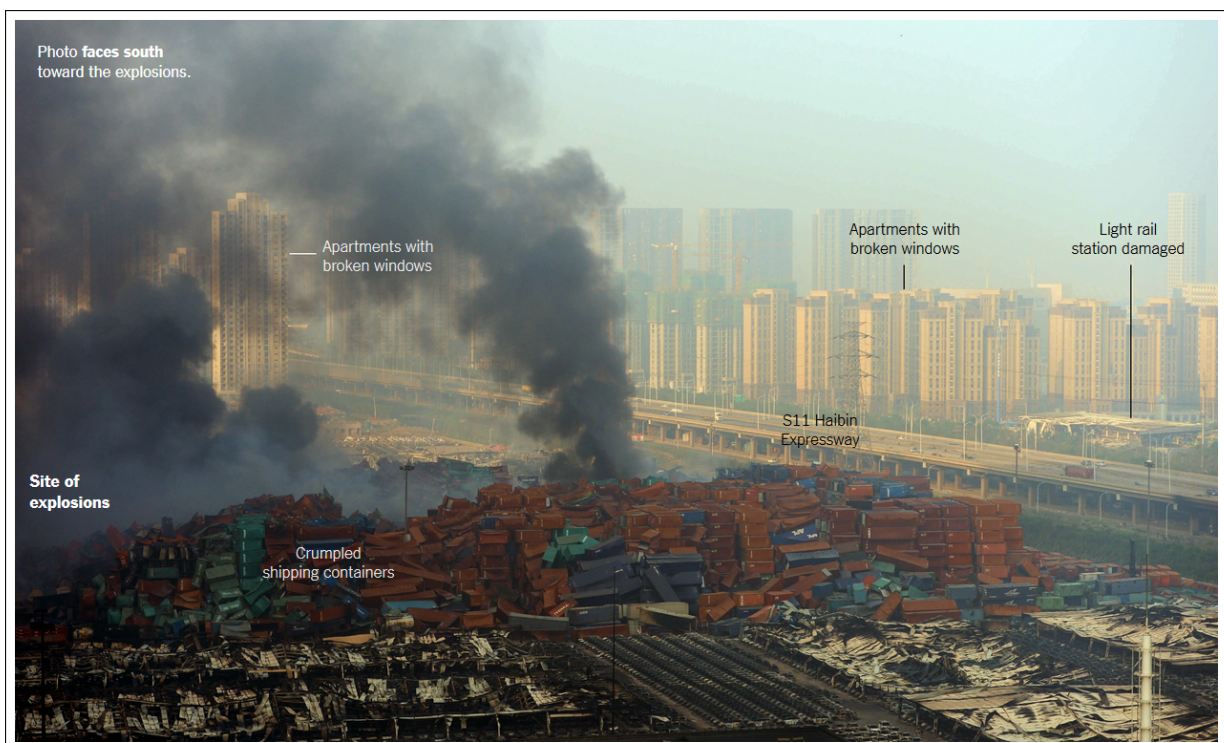 Photo faces south
toward the explosions.
Apartments with
broken windows
Apartments with
broken windows
Light rail
station damaged
S11 Haibin
Expressway
Site of
explosions
Crumpled
shipping containers